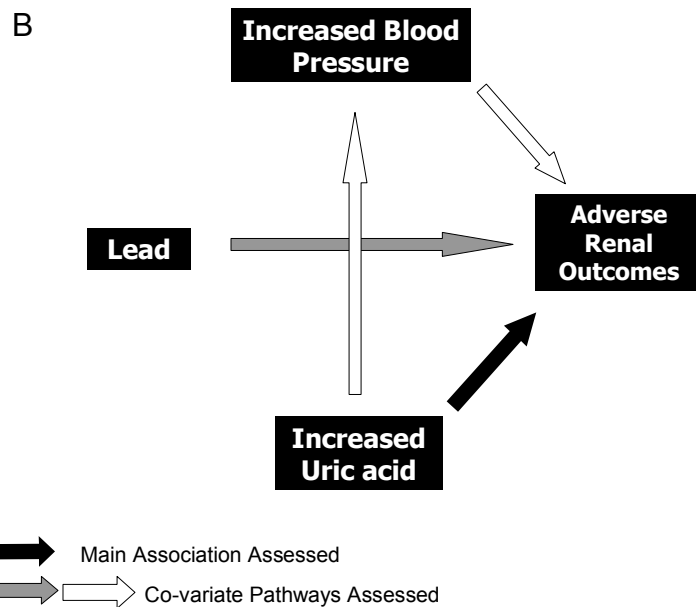 B
Increased Blood
Pressure
Lead
Adverse
Renal
Outcomes
Increased
Uric acid
Main Association Assessed
Co-variate Pathways Assessed